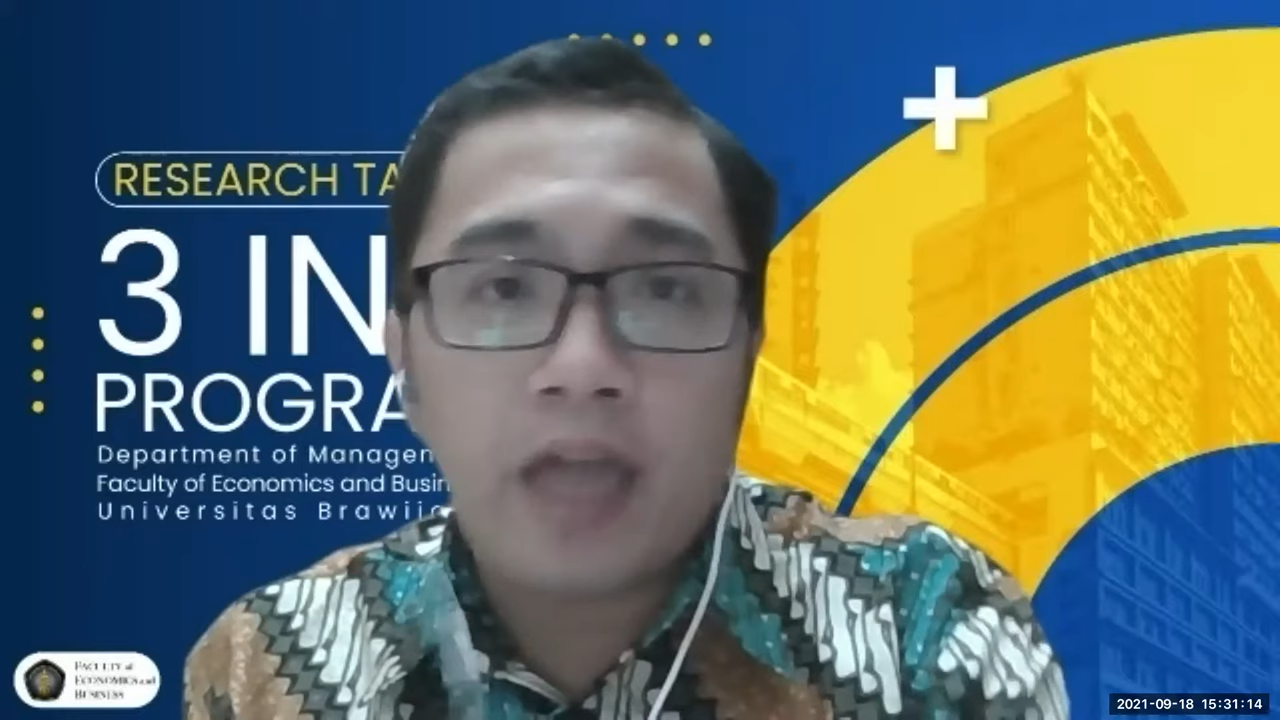 RESEARCH TA
3 IN
PROGRA
Department of Managem
Faculty of Economics and Busin
Universitas Brawija
FACULTY of
ECONOMICS and
BUSINESS
2021-09-18 15:31:14